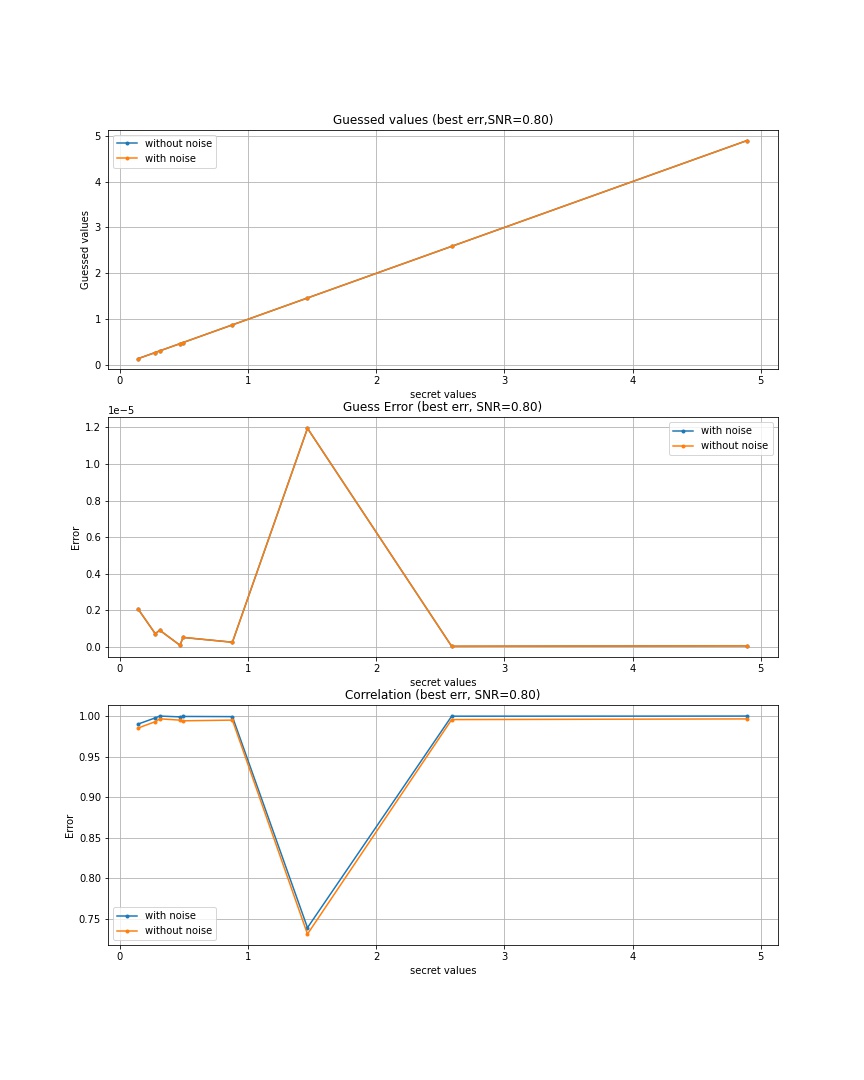 Guessed values (best err,SNR=0.80)
5
4
3
2
1
0
Guessed values
without noise
with noise
0 1 2 3 4 5
secret values
Guess Error (best err, SNR=0.80)
1e−5
1.2
1.0
0.8
0.6
0.4
0.2
0.0
Error
with noise
without noise
0 1 2 3 4 5
secret values
Correlation (best err, SNR=0.80)
1.00
0.95
0.90
0.85
0.80
0.75
Error
with noise
without noise
0 1 2 3 4 5
secret values